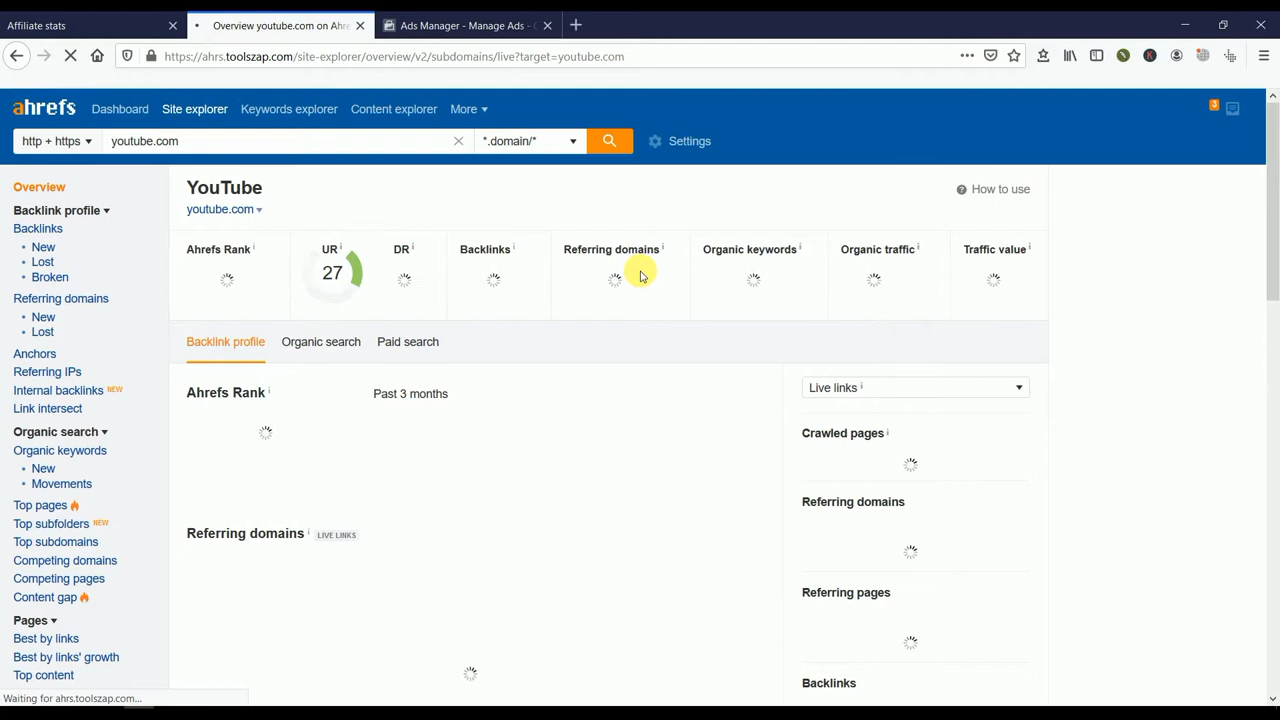 Affiliate stats
Overview youtube.com on Ahre
Ads Manager - Manage Ads -
https://ahrs.toolszap.com/site-explorer/overview/v2/subdomains/live?target=youtube.com
ahrefs
Dashboard
Site explorer
Keywords explorer
Content explorer
More
3
http + https
youtube.com
*.domain/*
Settings
Overview
Backlink profile
Backlinks
New
Lost
Broken
Referring domains
New
Lost
Anchors
Referring IPs
Internal backlinks NEW
Link intersect
Organic search
Organic keywords
New
Movements
Top pages
Top subfolders NEW
Top subdomains
Competing domains
Competing pages
Content gap
Pages
Best by links
Best by links' growth
Top content
Waiting for ahrs.toolszap.com...
YouTube
youtube.com
How to use
Ahrefs Rank
UR
27
DR
Backlinks
Referring domains
Organic keywords
Organic traffic
Traffic value
Backlink profile
Organic search
Paid search
Ahrefs Rank
Past 3 months
Referring domains LIVE LINKS
Live links
Crawled pages
Referring domains
Referring pages
Backlinks